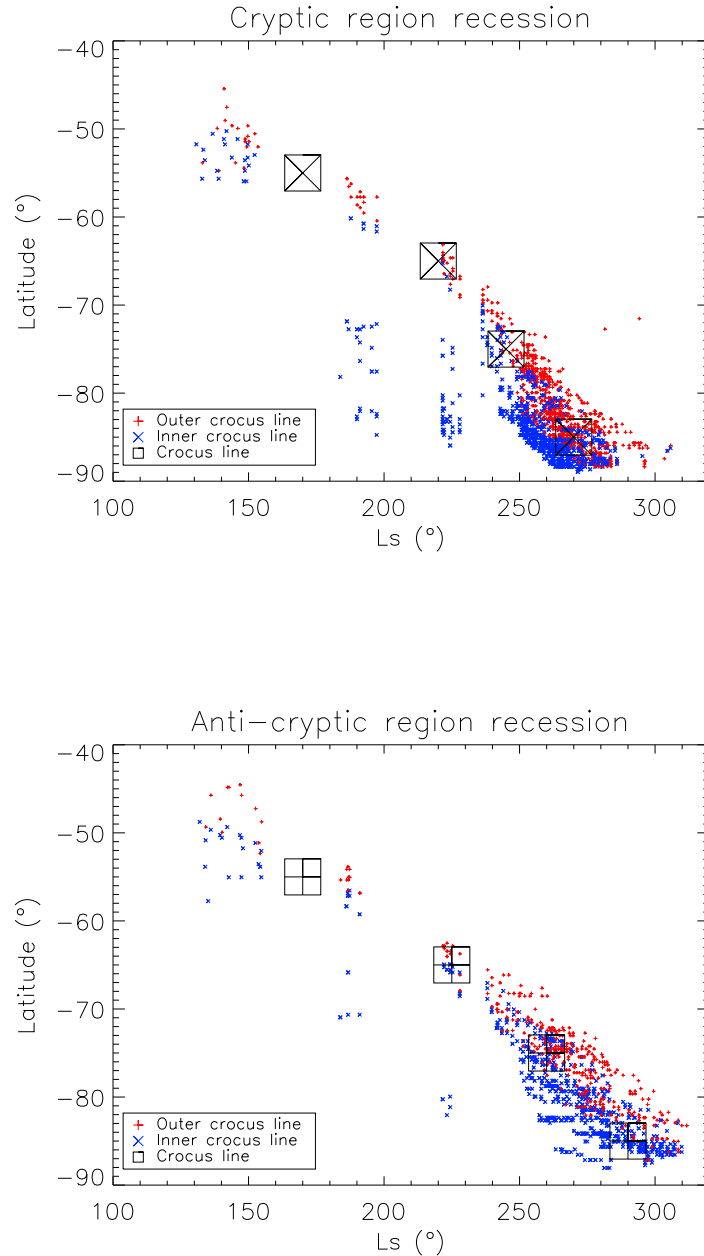 Cryptic region recession
−40
−50
−60
−70
−80
−90
Latitude (°)
Outer crocus line
Inner crocus line
Crocus line
100 150 200 250 300
Ls (°)
Anti−cryptic region recession
−40
−50
−60
−70
−80
−90
Latitude (°)
Outer crocus line
Inner crocus line
Crocus line
100 150 200 250 300
Ls (°)